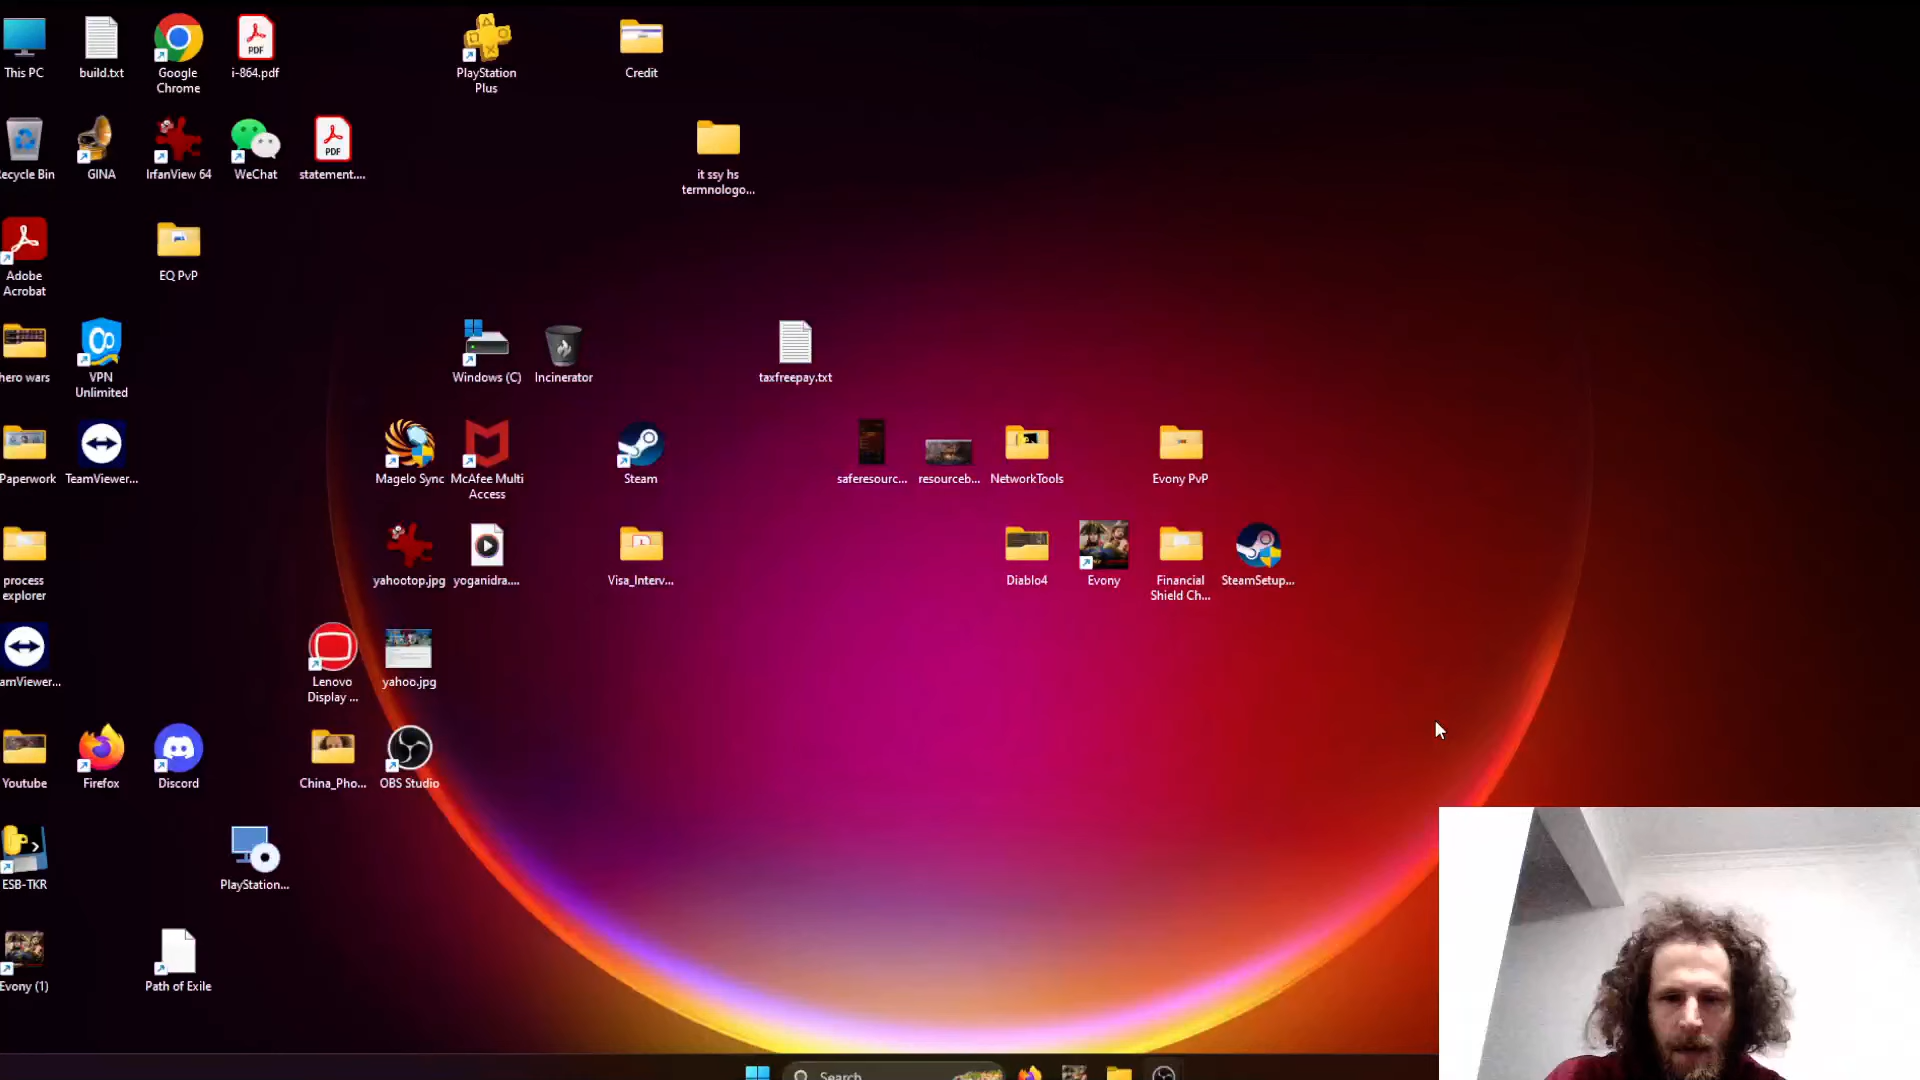 This PC
build.txt
Google
Chrome
i-864.pdf
PlayStation
Plus
Credit
ecycle Bin
GINA
IrfanView 64
WeChat
statement....
it ssy hs
termnologo...
Adobe
Acrobat
EQ PvP
hero wars
VPN
Unlimited
Windows (C)
Incinerator
taxfreepay.txt
Paperwork
TeamViewer...
Magelo Sync
McAfee Multi
Access
Steam
saferesourc...
resourceb...
NetworkTools
Evony PvP
process
explorer
yahootop.jpg
yoganidra....
Visa_Interv...
Diablo4
Evony
Financial
Shield Ch...
SteamSetup...
amViewer...
Lenovo
Display ...
yahoo.jpg
Youtube
Firefox
Discord
China_Pho...
OBS Studio
ESB-TKR
PlayStation...
Evony (1)
Path of Exile
Search
PDF
PDF